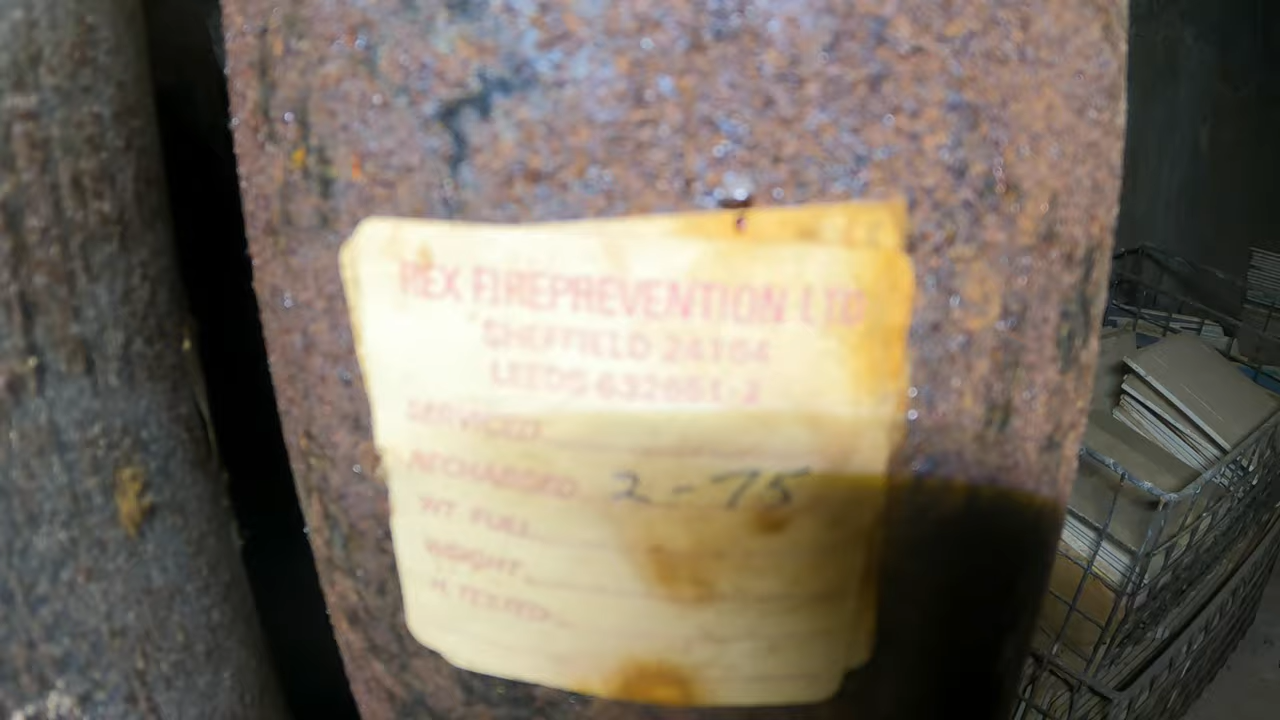 REX FIREPREVENTION LTD
SHEFFIELD 24164
LEEDS 632651-2
SERVICED
RECHARGED 2-75
WT. FULL
WEIGHT
H. TESTED